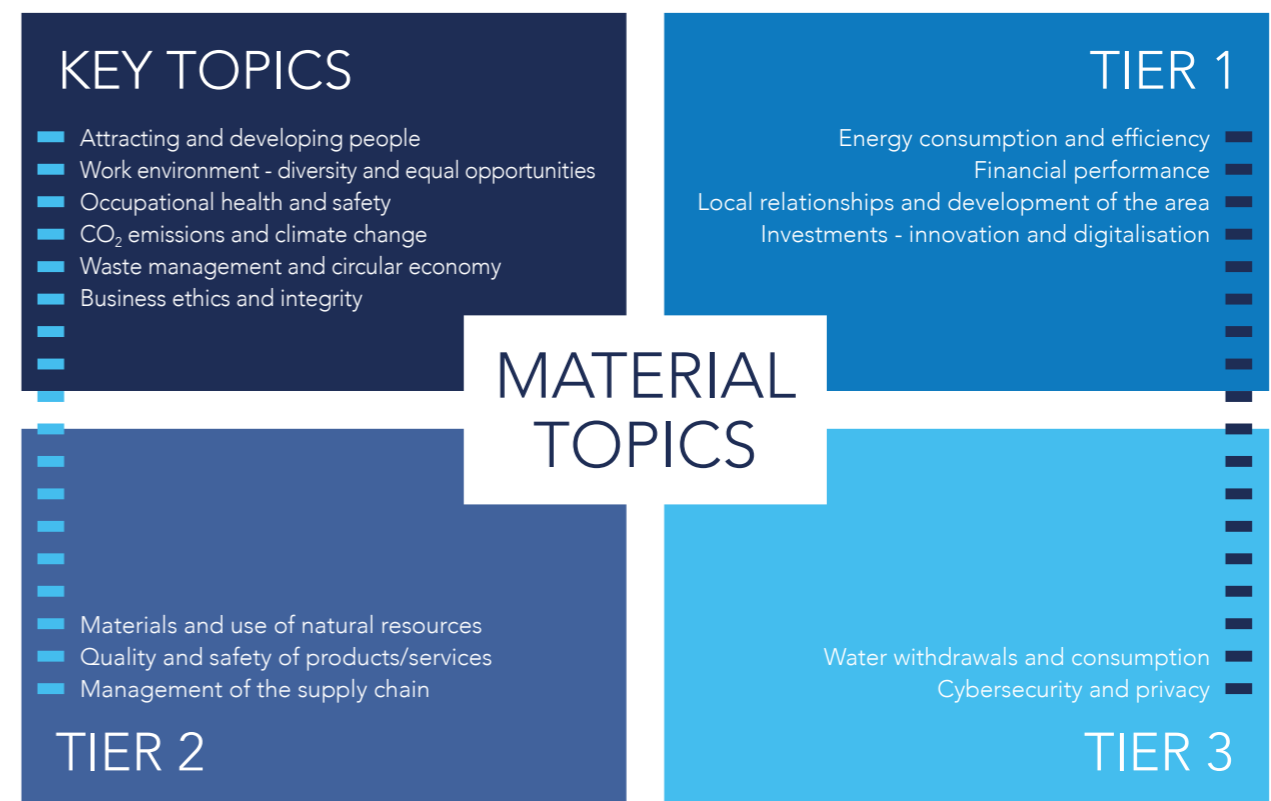 KEY TOPICS
Attracting and developing people
Work environment - diversity and equal opportunities
Occupational health and safety
CO₂ emissions and climate change
Waste management and circular economy
Business ethics and integrity
TIER 1
Energy consumption and efficiency
Financial performance
Local relationships and development of the area
Investments - innovation and digitalisation
MATERIAL
TOPICS
Materials and use of natural resources
Quality and safety of products/services
Management of the supply chain
TIER 2
Water withdrawals and consumption
Cybersecurity and privacy
TIER 3